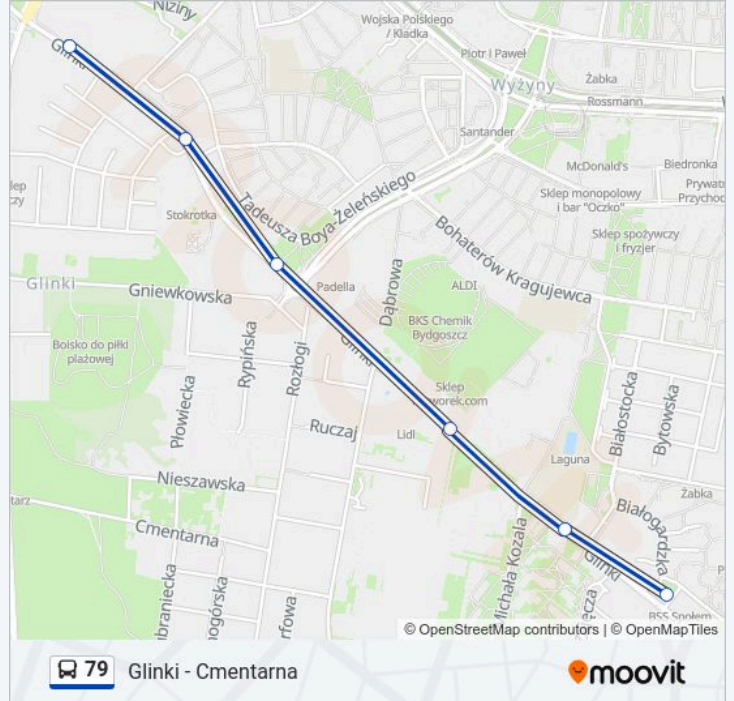 Niziny
Wojska Polskiego
/ Kładka
Glinki
Piotr I Paweł
Wyżyny
Żabka
Rossmann
Santander
McDonald's
Biedronka
Sklep monopolowy
i bar "Oczko"
Stokrotka
Tadeusza Boya-Żeleńskiego
Bohaterów Kragujewca
Sklep spożywczy
i fryzjer
Glinki
Gniewkowska
Padella
Dąbrowa
ALDI
BKS Chemik
Bydgoszcz
Boisko do piłki
plażowej
Rypińska
Rozłogi
Glinki
Płowiecka
Sklep
worek.com
Białostocka
Bytowska
Ruczaj
Lidl
Laguna
Nieszawska
Żabka
Białogardzka
Cmentarna
Michała Kozala
Glinki
BSS Społem
© OpenStreetMap contributors | © OpenMapTiles
79 Glinki - Cmentarna
moovit